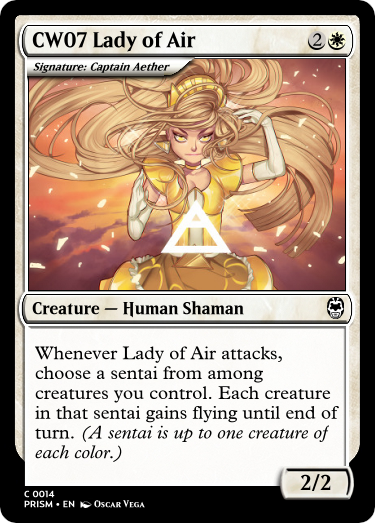 CW07 Lady of Air 2
Signature: Captain Aether
Creature — Human Shaman
Whenever Lady of Air attacks,
choose a sentai from among
creatures you control. Each creature
in that sentai gains flying until end of
turn. (A sentai is up to one creature of
each color.)
2/2
C 0014
PRISM • EN Oscar Vega